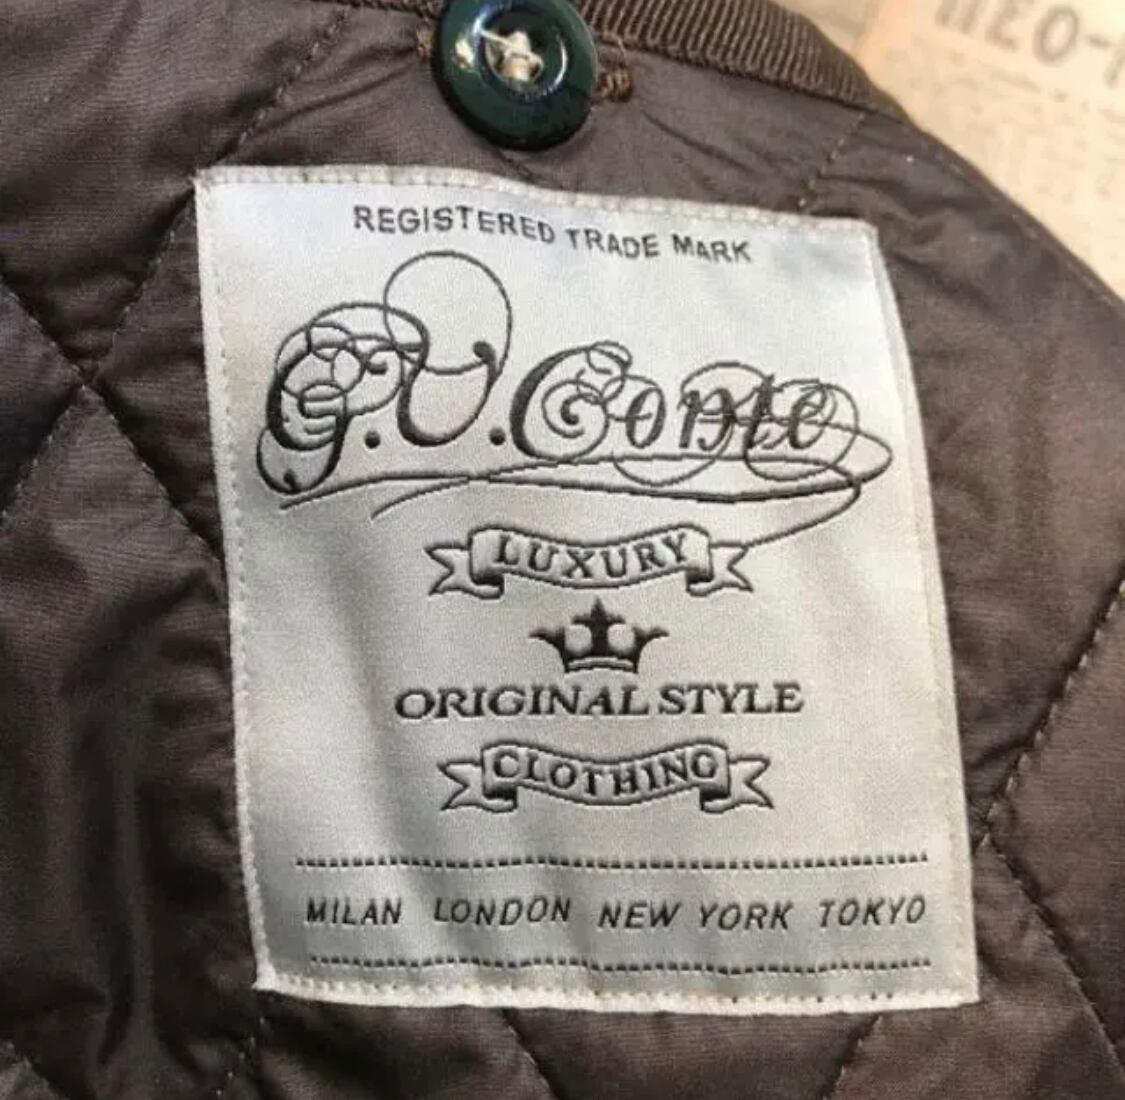 REGISTERED TRADE MARK
G.V.Conte
LUXURY
ORIGINAL STYLE
CLOTHING
MILAN LONDON NEW YORK TOKYO